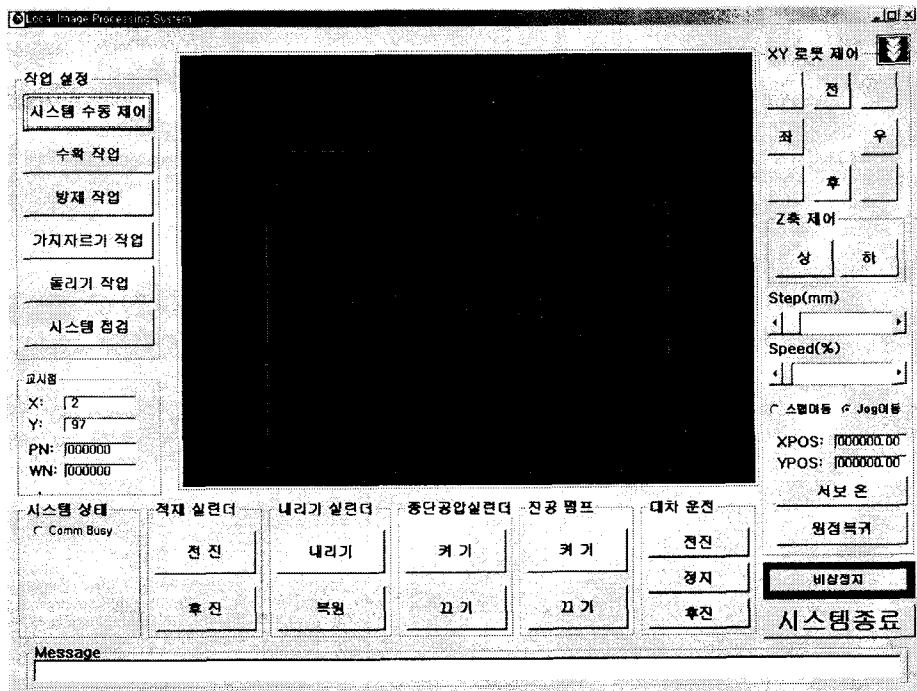 Local Image Processing System
작업 설정
시스템 수동 제어
수확 작업
방제 작업
가지자르기 작업
돌리기 작업
시스템 점검
교시점
X: 2
Y: 97
PN: 000000
WN: 000000
XY 로봇 제어
전
좌
우
후
Z축 제어
상
하
Step(mm)
Speed(%)
스텝이동
Jog이동
XPOS: 000000.00
YPOS: 000000.00
서보 온
원점복귀
비상정지
시스템종료
시스템 상태
Comm Busy
적재 실린더
전 진
후 진
내리기 실린더
내리기
복원
중단공압실린더
켜 기
끄 기
진공 펌프
켜 기
끄 기
대차 운전
전진
정지
후진
Message